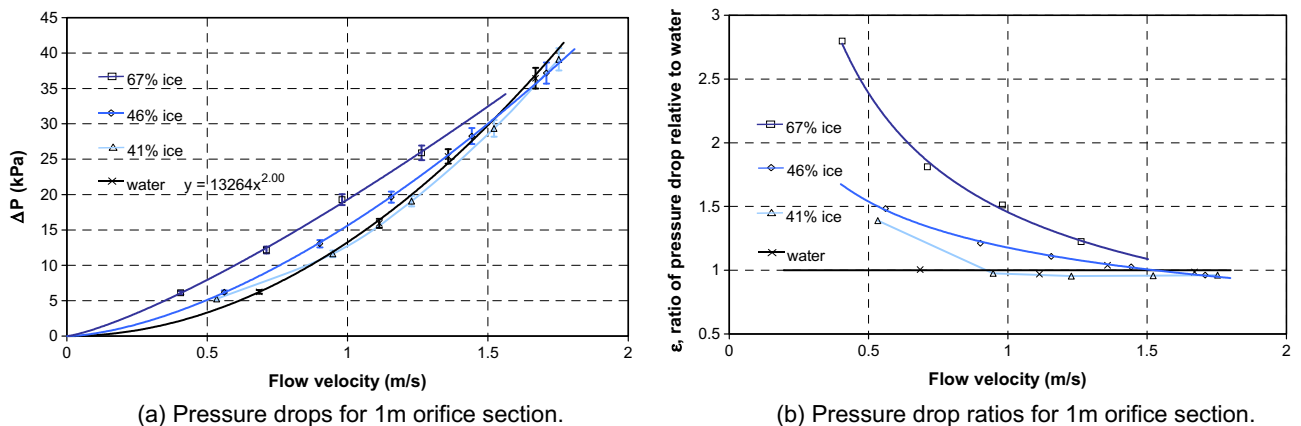 45
40
35
30
25
20
15
10
5
0
ΔP (kPa)
67% ice
46% ice
41% ice
water y = 13264x^2.00
0 0.5 1 1.5 2
Flow velocity (m/s)
(a) Pressure drops for 1m orifice section.
3
2.5
2
1.5
1
0.5
ε, ratio of pressure drop relative to water
67% ice
46% ice
41% ice
water
0 0.5 1 1.5 2
Flow velocity (m/s)
(b) Pressure drop ratios for 1m orifice section.